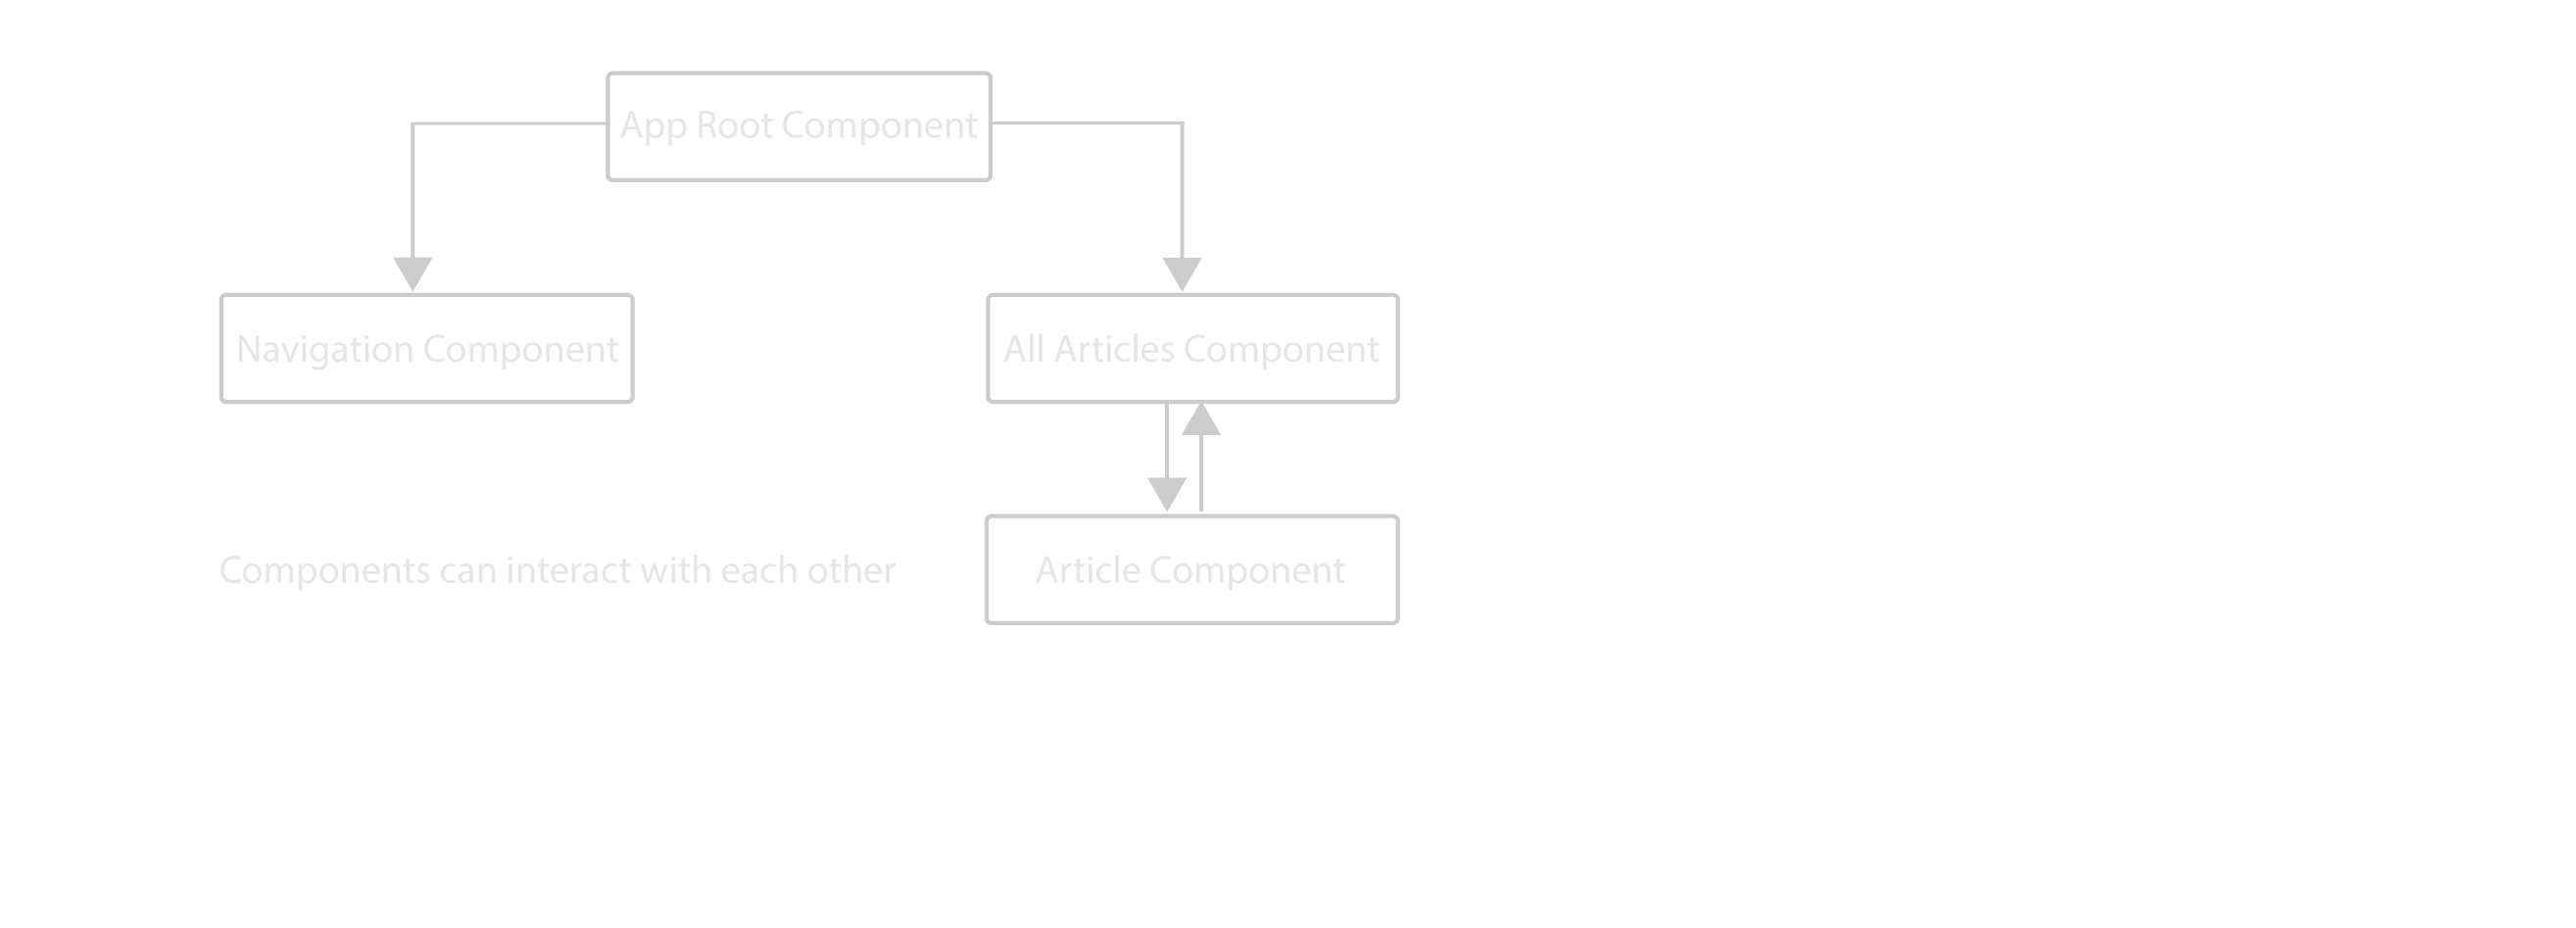 App Root Component
Navigation Component
All Articles Component
Components can interact with each other
Article Component